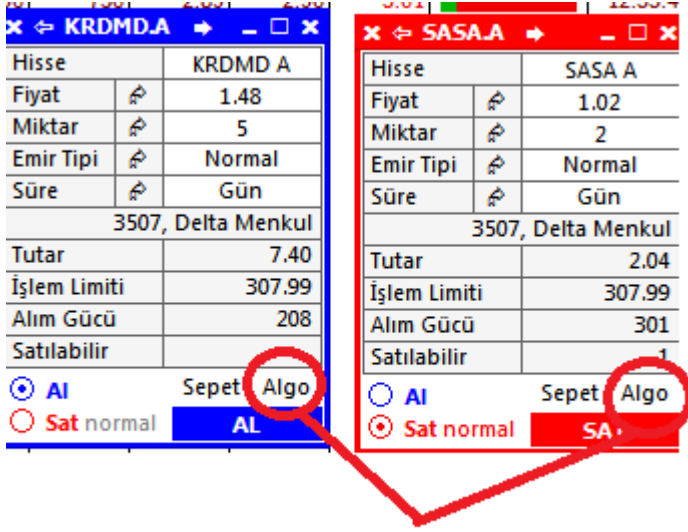 KRDMD.A
Hisse KRDMD A
Fiyat 1.48
Miktar 5
Emir Tipi Normal
Süre Gün
3507, Delta Menkul
Tutar 7.40
İşlem Limiti 307.99
Alım Gücü 208
Satılabilir
Al Sepet Algo
Sat normal AL
SASA.A
Hisse SASA A
Fiyat 1.02
Miktar 2
Emir Tipi Normal
Süre Gün
3507, Delta Menkul
Tutar 2.04
İşlem Limiti 307.99
Alım Gücü 301
Satılabilir 1
Al Sepet Algo
Sat normal